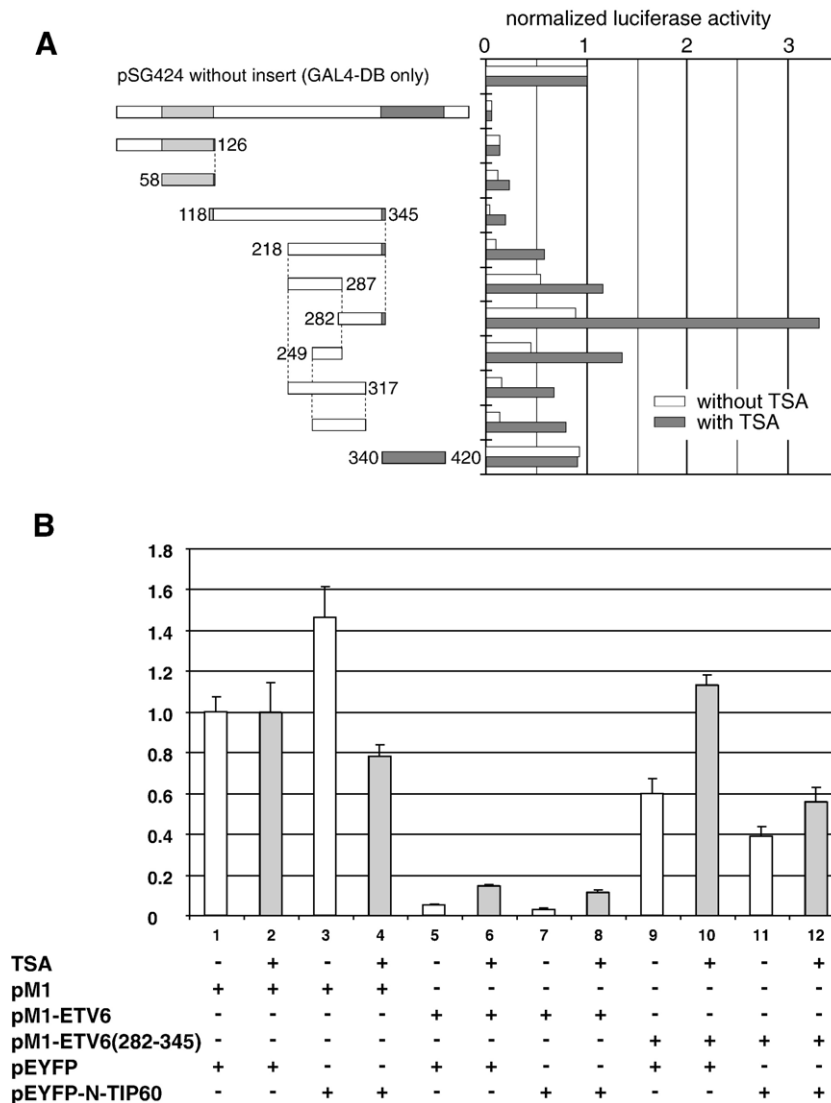 normalized luciferase activity
A
0 1 2 3
pSG424 without insert (GAL4-DB only)
126
58
118 345
218
287
282
249
317
without TSA
with TSA
340 420
B
1.8
1.6
1.4
1.2
1.0
0.8
0.6
0.4
0.2
0
1 2 3 4 5 6 7 8 9 10 11 12
TSA - + - + - + - + - + - +
pM1 + + + + - - - - - - - -
pM1-ETV6 - - - - + + + + - - - -
pM1-ETV6(282-345) - - - - - - - - + + + +
pEYFP + + - - + + - - + + - -
pEYFP-N-TIP60 - - + + - - + + - - + +